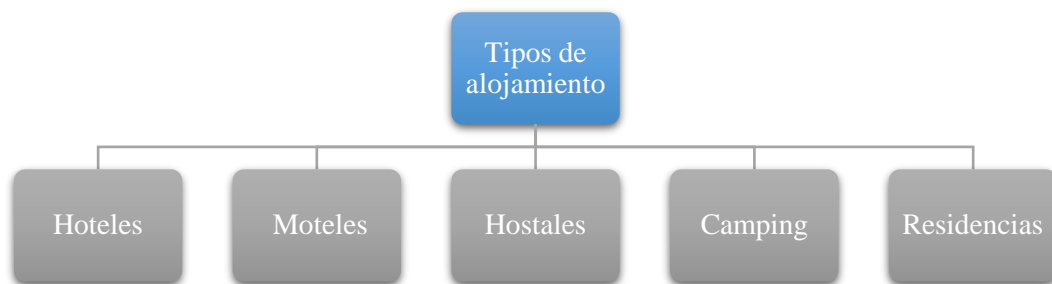 Tipos de
alojamiento
Hoteles
Moteles
Hostales
Camping
Residencias